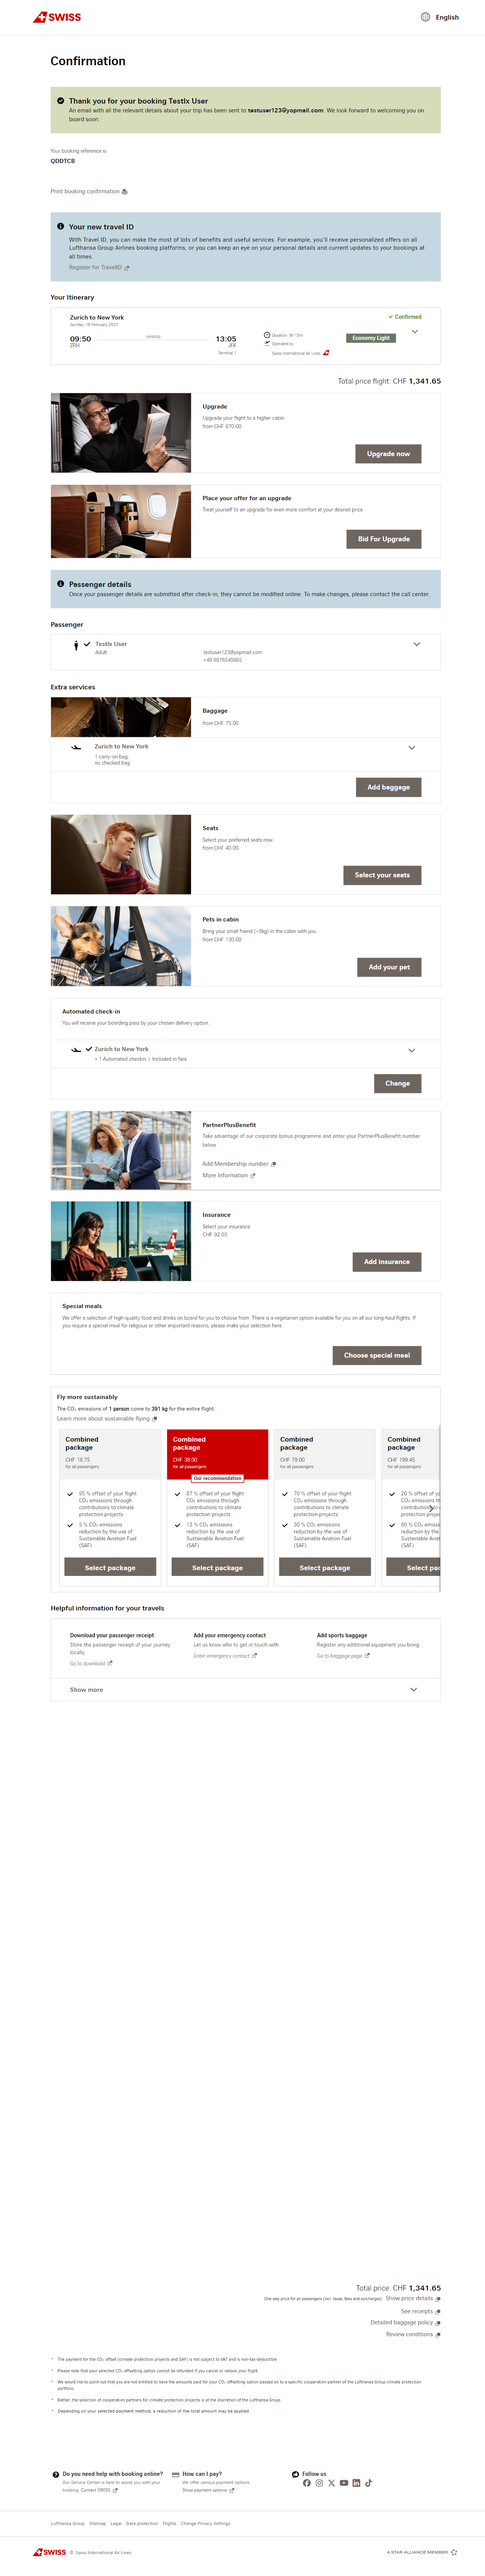 SWISS
English
Confirmation
Thank you for your booking TestIx User
An email with all the relevant details about your trip has been sent to testuser123@yopmail.com. We look forward to welcoming you on
board soon.
Your booking reference is
QDDTCB
Print booking confirmation
Your new travel ID
With Travel ID, you can make the most of lots of benefits and useful services. For example, you'll receive personalized offers on all
Lufthansa Group Airlines booking platforms, or you can keep an eye on your personal details and current updates to your bookings at
all times.
Register for TravelID
Your Itinerary
Zurich to New York
Confirmed
Sunday, 16 February 2025
09:50
nonstop
13:05
ZRH
JFK
Terminal 1
Duration: 9h 15m
Operated by:
Swiss International Air Lines
Economy Light
Total price flight: CHF 1,341.65
Upgrade
Upgrade your flight to a higher cabin
from CHF 670.00
Upgrade now
Place your offer for an upgrade
Treat yourself to an upgrade for even more comfort at your desired price
Bid For Upgrade
Passenger details
Once your passenger details are submitted after check-in, they cannot be modified online. To make changes, please contact the call center.
Passenger
TestIx User
Adult
testuser123@yopmail.com
+49 9876545665
Extra services
Baggage
from CHF 75.00
Zurich to New York
1 carry-on bag,
no checked bag
Add baggage
Seats
Select your preferred seats now
from CHF 40.00
Select your seats
Pets in cabin
Bring your small friend (<8kg) in the cabin with you
from CHF 130.00
Add your pet
Automated check-in
You will receive your boarding pass by your chosen delivery option.
Zurich to New York
+ 1 Automated checkin | Included in fare
Change
PartnerPlusBenefit
Take advantage of our corporate bonus programme and enter your PartnerPlusBenefit number
below.
Add Membership number
More Information
Insurance
Select your insurance
CHF 92.03
Add insurance
Special meals
We offer a selection of high-quality food and drinks on board for you to choose from. There is a vegetarian option available for you on all our long-haul flights. If
you require a special meal for religious or other important reasons, please make your selection here.
Choose special meal
Fly more sustainably
The CO₂ emissions of 1 person come to 391 kg for the entire flight.
Learn more about sustainable flying
Combined
package
CHF 18.75
for all passengers
95 % offset of your flight
CO₂ emissions through
contributions to climate
protection projects
5 % CO₂ emissions
reduction by the use of
Sustainable Aviation Fuel
(SAF)
Select package
Combined
package
CHF 38.00
for all passengers
Our recommendation
87 % offset of your flight
CO₂ emissions through
contributions to climate
protection projects
13 % CO₂ emissions
reduction by the use of
Sustainable Aviation Fuel
(SAF)
Select package
Combined
package
CHF 79.00
for all passengers
70 % offset of your flight
CO₂ emissions through
contributions to climate
protection projects
30 % CO₂ emissions
reduction by the use of
Sustainable Aviation Fuel
(SAF)
Select package
Combined
package
CHF 199.45
for all passengers
20 % offset of yo
CO₂ emissions th
contributions
protection projec
80 % CO₂ emiss
reduction by the
Sustainable Aviat
(SAF)
Select pac
Helpful information for your travels
Download your passenger receipt
Store the passenger receipt of your journey
locally
Go to download
Add your emergency contact
Let us know who to get in touch with.
Enter emergency contact
Add sports baggage
Register any additional equipment you bring
Go to baggage page
Show more
Total price: CHF 1,341.65
One way price for all passengers (incl. taxes, fees and surcharges) Show price details
See receipts
Detailed baggage policy
Review conditions
* The payment for the CO₂ offset (climate protection projects and SAF) is not subject to VAT and is non-tax-deductible.
* Please note that your selected CO₂ offsetting option cannot be refunded if you cancel or rebook your flight.
* We would like to point out that you are not entitled to have the amounts paid for your CO₂ offsetting option passed on to a specific cooperation partner of the Lufthansa Group climate protection
portfolio.
* Rather, the selection of cooperation partners for climate protection projects is at the discretion of the Lufthansa Group.
* Depending on your selected payment method, a reduction of the total amount may be applied.
Do you need help with booking online?
Our Service Center is here to assist you with your
booking. Contact SWISS
How can I pay?
We offer various payment options.
Show payment options
Follow us
Lufthansa Group Sitemap Legal Data protection Rights Change Privacy Settings
SWISS © Swiss International Air Lines
A STAR ALLIANCE MEMBER